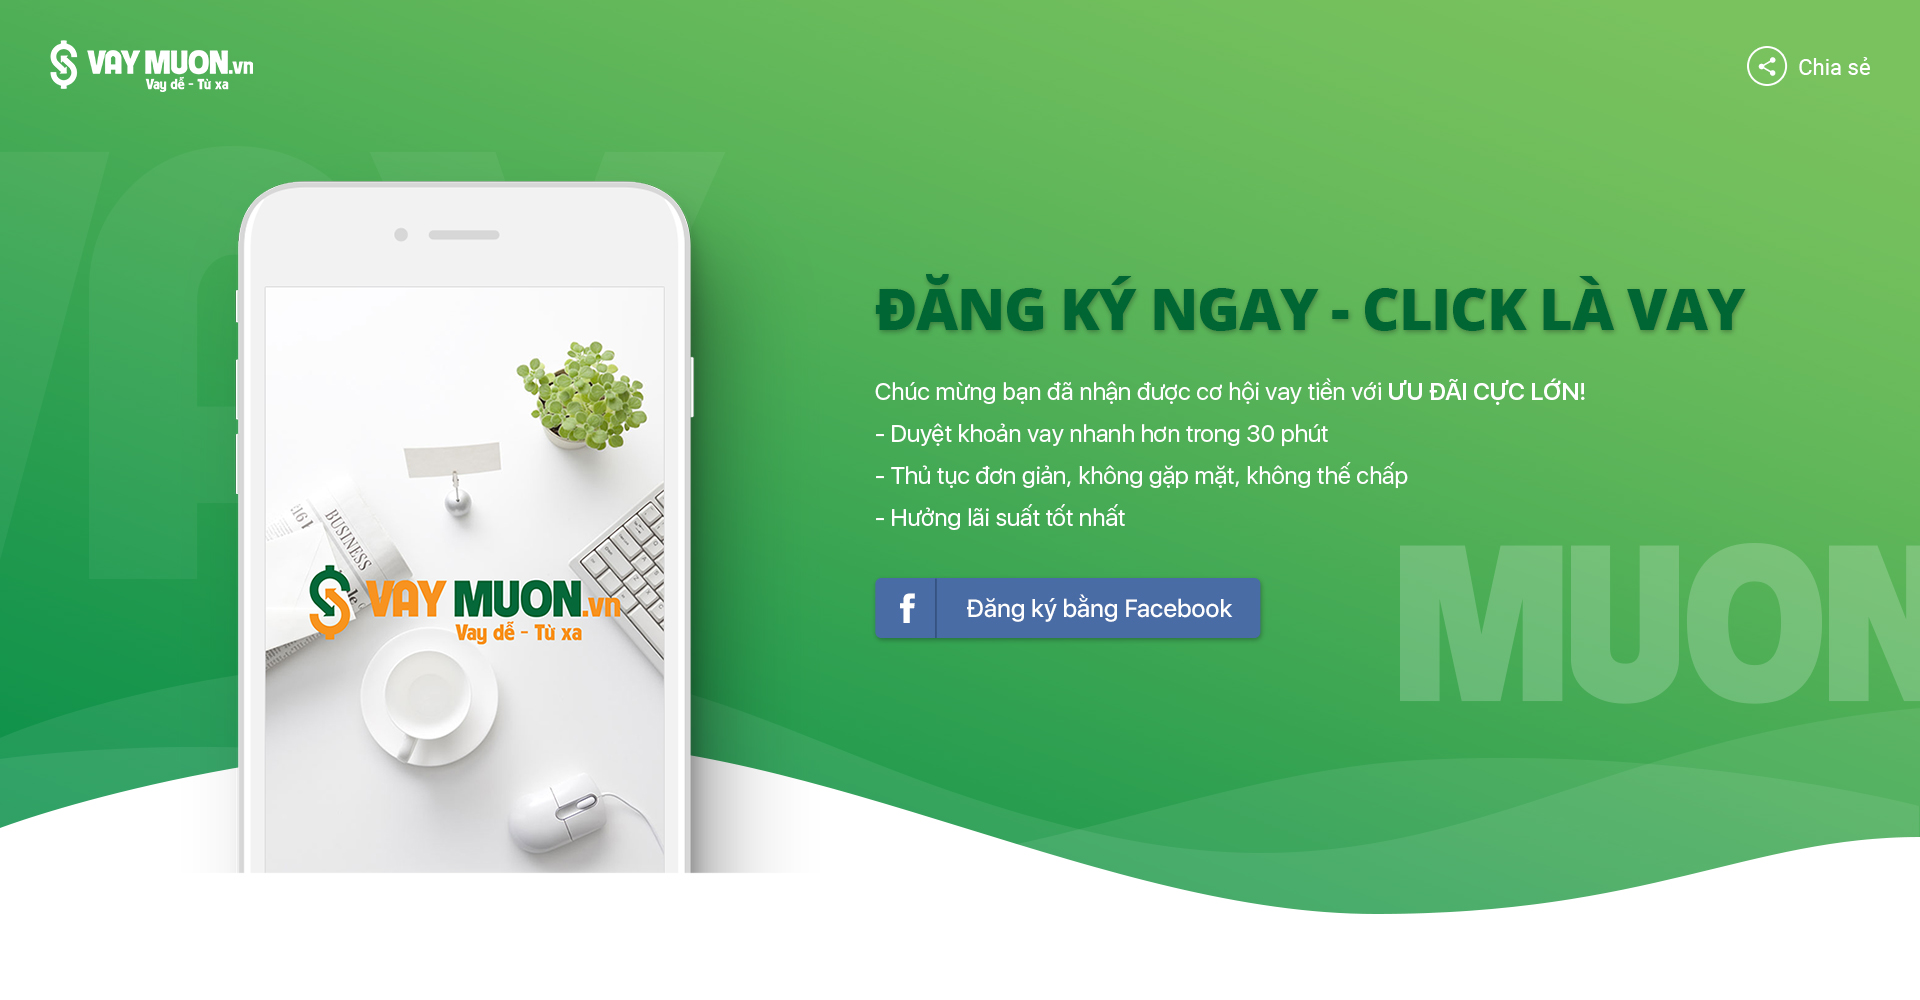 VAY MUON.vn
Vay dễ - Từ xa
Chia sẻ
VAY
ĐĂNG KÝ NGAY - CLICK LÀ VAY
Chúc mừng bạn đã nhận được cơ hội vay tiền với ƯU ĐÃI CỰC LỚN!
- Duyệt khoản vay nhanh hơn trong 30 phút
- Thủ tục đơn giản, không gặp mặt, không thế chấp
- Hưởng lãi suất tốt nhất
BUSINESS
VAY MUON.vn
Vay dễ - Từ xa
f Đăng ký bằng Facebook
MUON